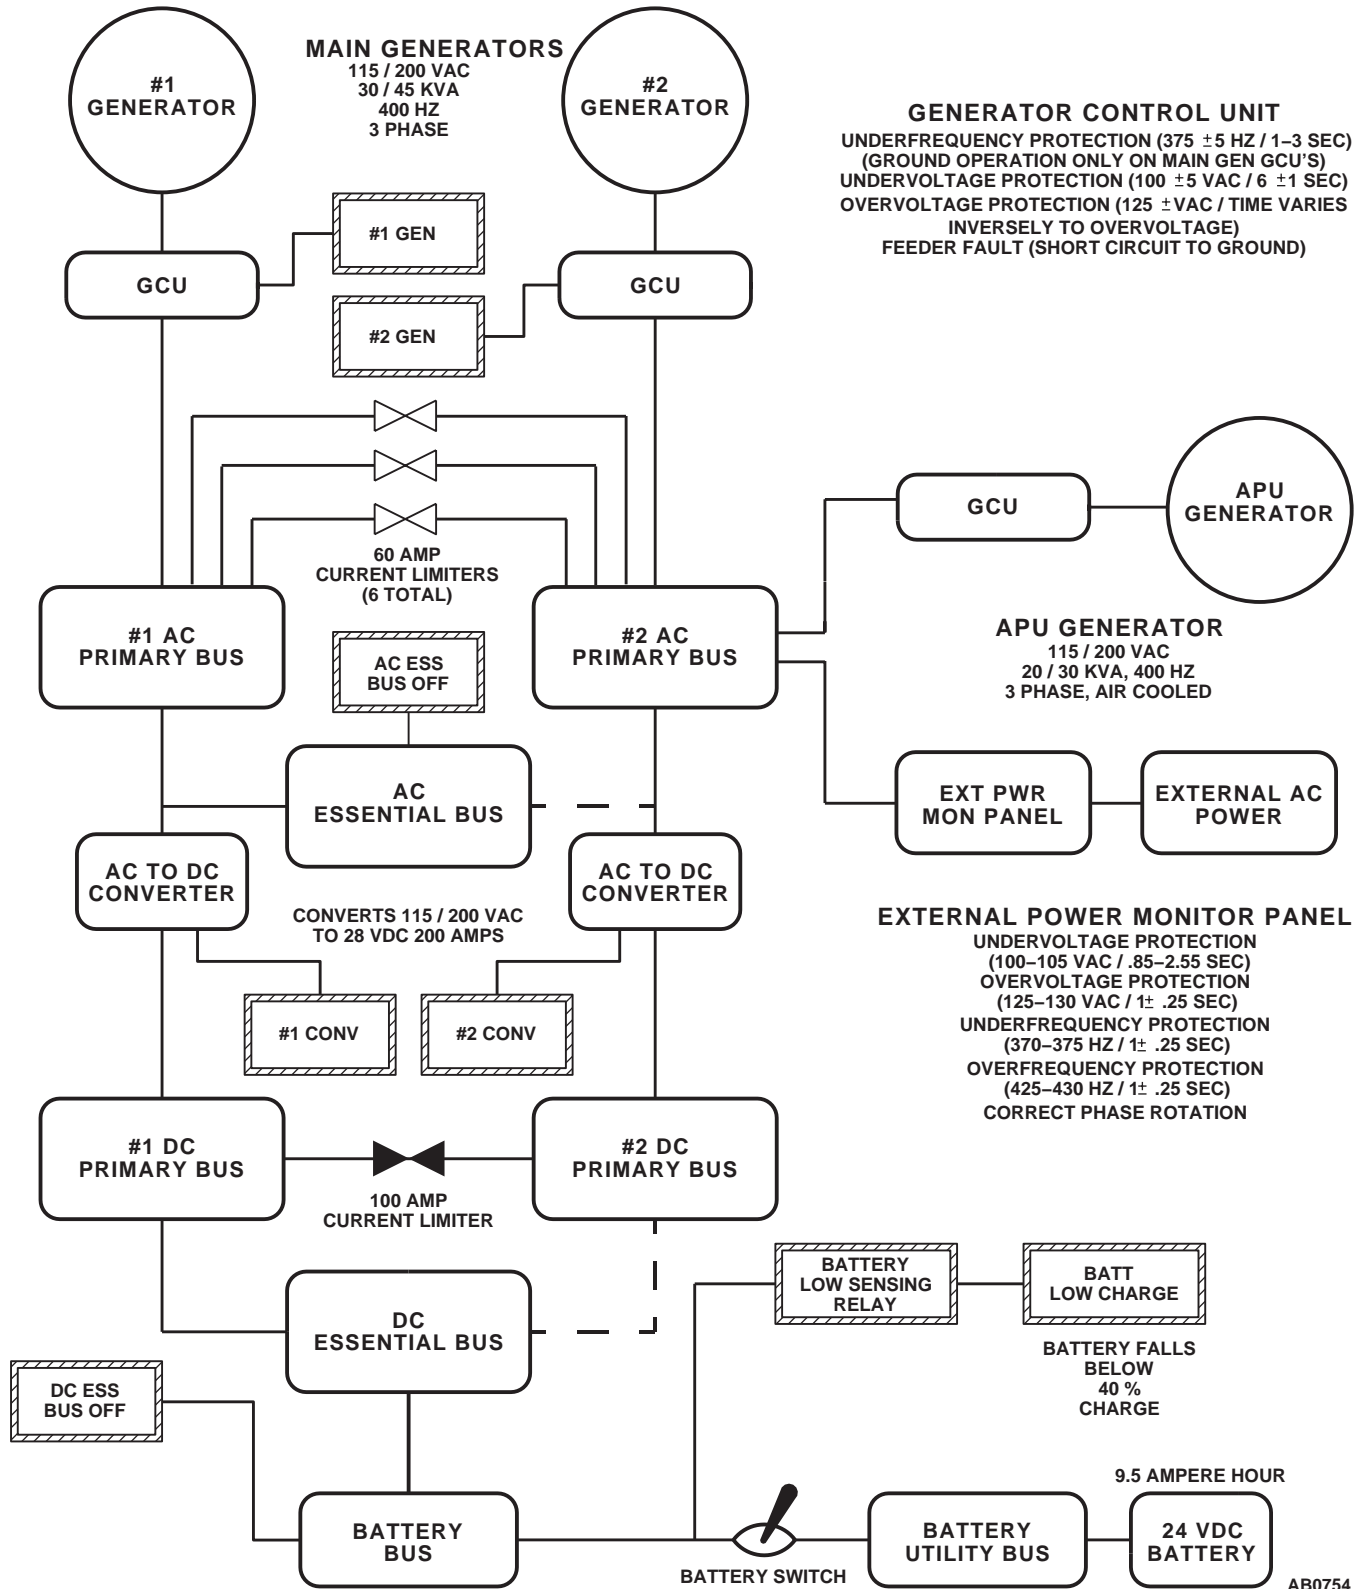 #1
GENERATOR
MAIN GENERATORS
115 / 200 VAC
30 / 45 KVA
400 HZ
3 PHASE
#2
GENERATOR
GENERATOR CONTROL UNIT
UNDERFREQUENCY PROTECTION (375 ±5 HZ / 1–3 SEC)
(GROUND OPERATION ONLY ON MAIN GEN GCU'S)
UNDERVOLTAGE PROTECTION (100 ±5 VAC / 6 ±1 SEC)
OVERVOLTAGE PROTECTION (125 ±VAC / TIME VARIES
INVERSELY TO OVERVOLTAGE)
FEEDER FAULT (SHORT CIRCUIT TO GROUND)
GCU
#1 GEN
#2 GEN
GCU
60 AMP
CURRENT LIMITERS
(6 TOTAL)
GCU
APU
GENERATOR
#1 AC
PRIMARY BUS
AC ESS
BUS OFF
#2 AC
PRIMARY BUS
APU GENERATOR
115 / 200 VAC
20 / 30 KVA, 400 HZ
3 PHASE, AIR COOLED
AC
ESSENTIAL BUS
EXT PWR
MON PANEL
EXTERNAL AC
POWER
AC TO DC
CONVERTER
AC TO DC
CONVERTER
CONVERTS 115 / 200 VAC
TO 28 VDC 200 AMPS
#1 CONV
#2 CONV
EXTERNAL POWER MONITOR PANEL
UNDERVOLTAGE PROTECTION
(100–105 VAC / .85–2.55 SEC)
OVERVOLTAGE PROTECTION
(125–130 VAC / 1± .25 SEC)
UNDERFREQUENCY PROTECTION
(370–375 HZ / 1± .25 SEC)
OVERFREQUENCY PROTECTION
(425–430 HZ / 1± .25 SEC)
CORRECT PHASE ROTATION
#1 DC
PRIMARY BUS
100 AMP
CURRENT LIMITER
#2 DC
PRIMARY BUS
DC
ESSENTIAL BUS
BATTERY
LOW SENSING
RELAY
BATT
LOW CHARGE
BATTERY FALLS
BELOW
40 %
CHARGE
DC ESS
BUS OFF
BATTERY
BUS
BATTERY SWITCH
BATTERY
UTILITY BUS
9.5 AMPERE HOUR
24 VDC
BATTERY
AB0754